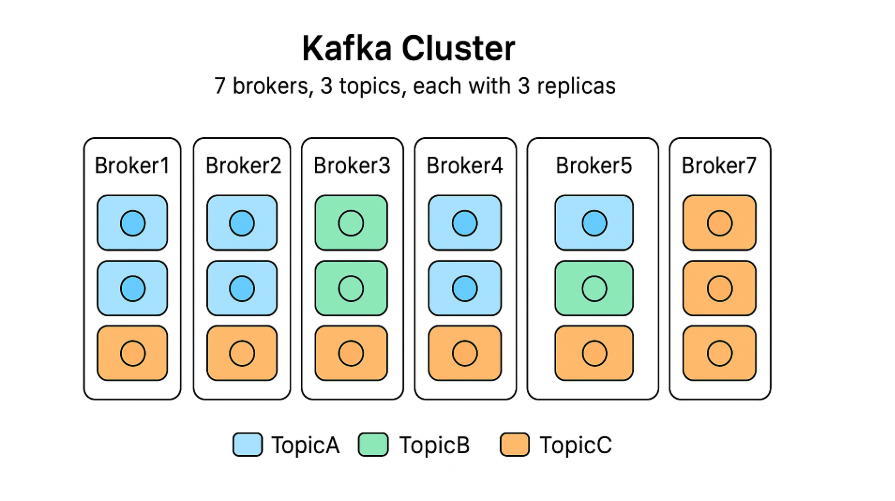 Kafka Cluster
7 brokers, 3 topics, each with 3 replicas
Broker1 Broker2 Broker3 Broker4 Broker5 Broker7
TopicA TopicB TopicC